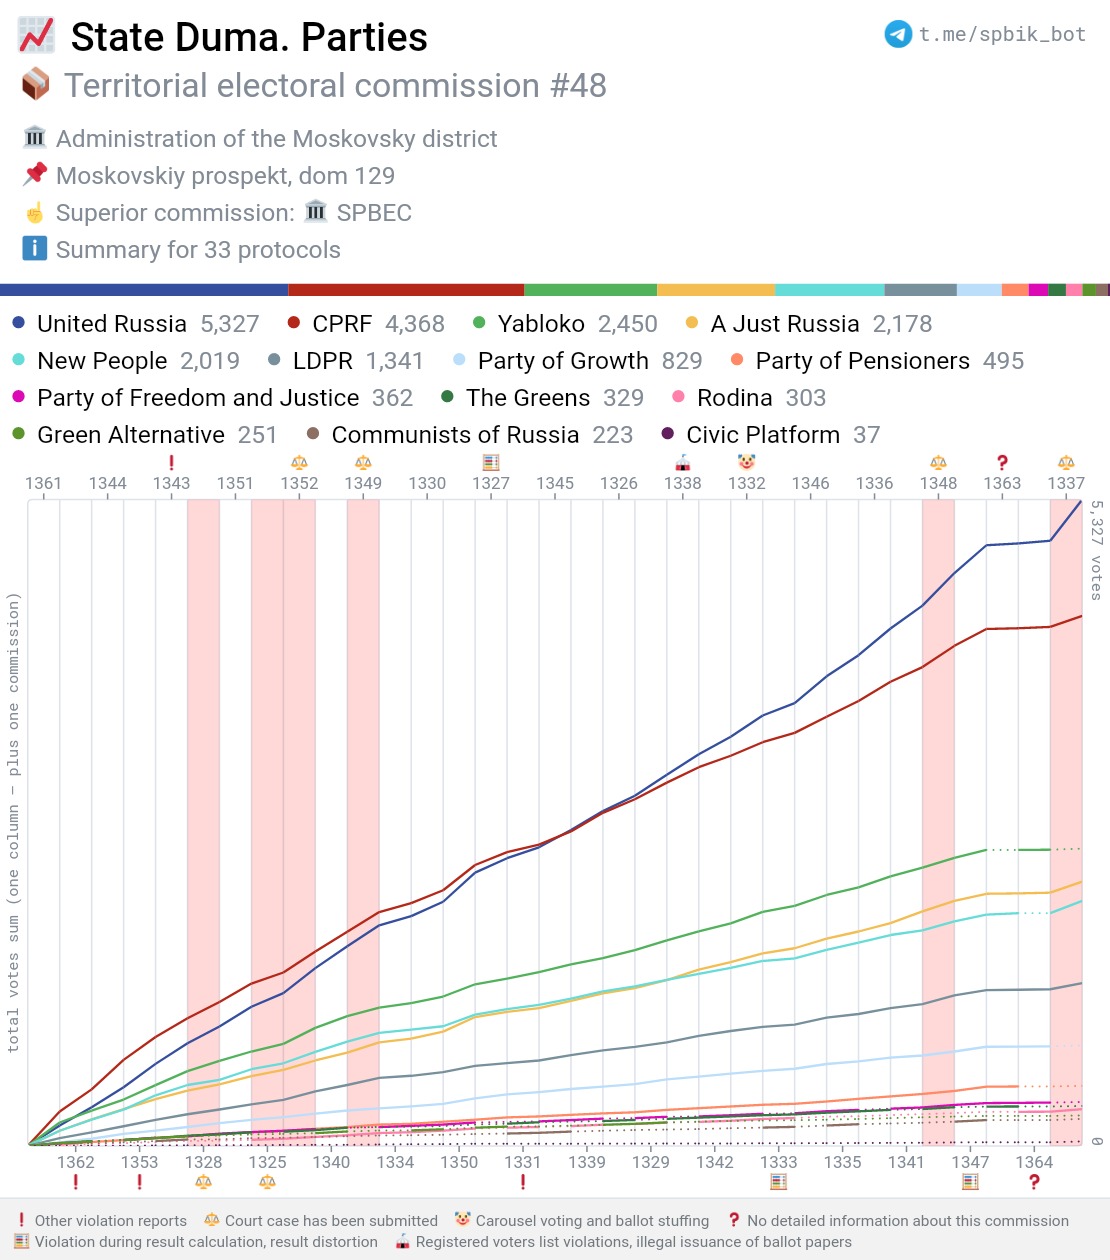 State Duma. Parties
t.me/spbik_bot
Territorial electoral commission #48
Administration of the Moskovsky district
Moskovskiy prospekt, dom 129
Superior commission: SPBEC
Summary for 33 protocols
United Russia 5,327 CPRF 4,368 Yabloko 2,450 A Just Russia 2,178
New People 2,019 LDPR 1,341 Party of Growth 829 Party of Pensioners 495
Party of Freedom and Justice 362 The Greens 329 Rodina 303
Green Alternative 251 Communists of Russia 223 Civic Platform 37
1361 1344 1343 1351 1352 1349 1330 1327 1345 1326 1338 1332 1346 1336 1348 1363 1337
5,327 votes
total votes sum (one column – plus one commission)
0
1362 1353 1328 1325 1340 1334 1350 1331 1339 1329 1342 1333 1335 1341 1347 1364
Other violation reports Court case has been submitted Carousel voting and ballot stuffing No detailed information about this commission
Violation during result calculation, result distortion Registered voters list violations, illegal issuance of ballot papers